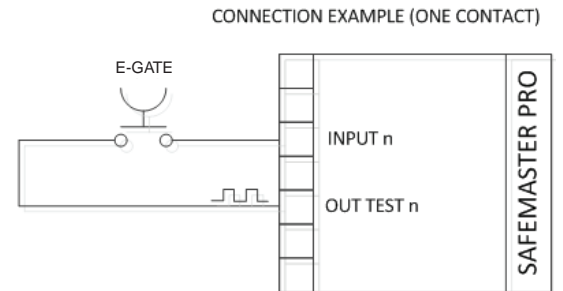 CONNECTION EXAMPLE (ONE CONTACT)
E-GATE
INPUT n
OUT TEST n
SAFEMASTER PRO